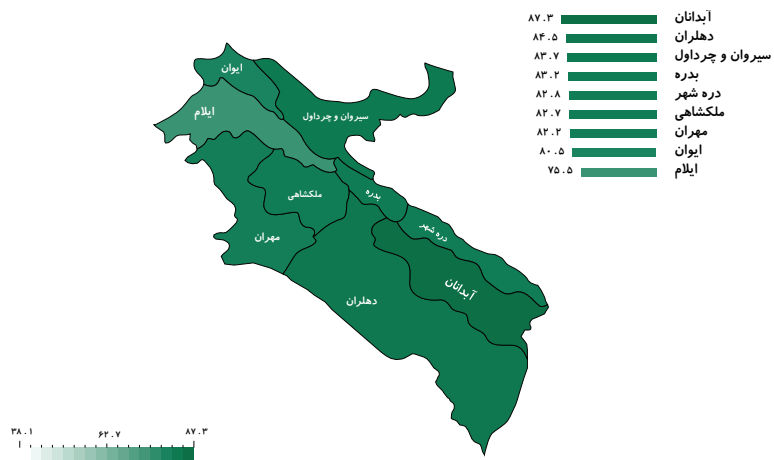 آبدانان ۸۷.۳
دهلران ۸۴.۵
سیروان و چرداول ۸۳.۷
بدره ۸۳.۲
دره شهر ۸۲.۸
ملکشاهی ۸۲.۷
مهران ۸۲.۲
ایوان ۸۰.۵
ایلام ۷۵.۵
ایوان
ایلام
سیروان و چرداول
ملکشاهی
بدره
دره شهر
مهران
آبدانان
دهلران
۳۸.۱ ۶۲.۷ ۸۷.۳